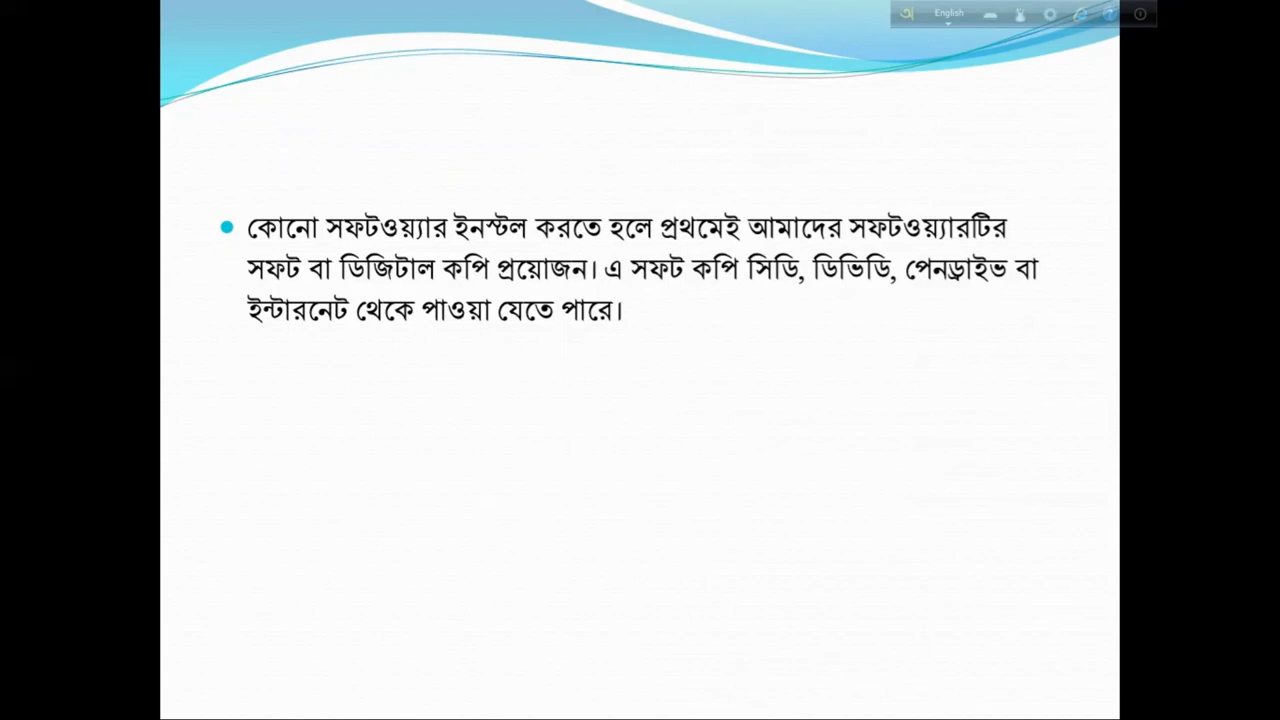 English
কোনো সফটওয়্যার ইনস্টল করতে হলে প্রথমেই আমাদের সফটওয়্যারটির
সফট বা ডিজিটাল কপি প্রয়োজন। এ সফট কপি সিডি, ডিভিডি, পেনড্রাইভ বা
ইন্টারনেট থেকে পাওয়া যেতে পারে।